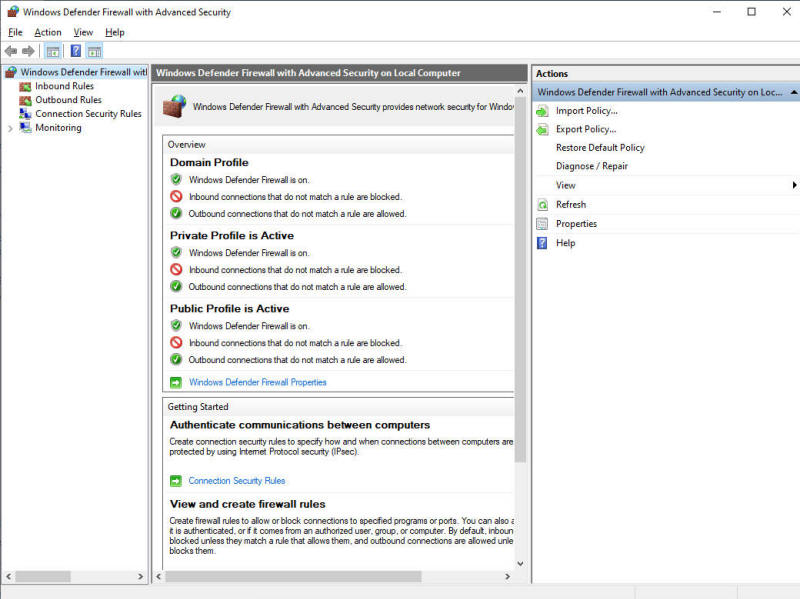 Windows Defender Firewall with Advanced Security
File Action View Help
Windows Defender Firewall wit
Inbound Rules
Outbound Rules
Connection Security Rules
Monitoring
Windows Defender Firewall with Advanced Security on Local Computer
Windows Defender Firewall with Advanced Security provides network security for Windo
Overview
Domain Profile
Windows Defender Firewall is on.
Inbound connections that do not match a rule are blocked.
Outbound connections that do not match a rule are allowed.
Private Profile is Active
Windows Defender Firewall is on.
Inbound connections that do not match a rule are blocked.
Outbound connections that do not match a rule are allowed.
Public Profile is Active
Windows Defender Firewall is on.
Inbound connections that do not match a rule are blocked.
Outbound connections that do not match a rule are allowed.
Windows Defender Firewall Properties
Getting Started
Authenticate communications between computers
Create connection security rules to specify how and when connections between computers are
protected by using Internet Protocol security (IPsec).
Connection Security Rules
View and create firewall rules
Create firewall rules to allow or block connections to specified programs or ports. You can also a
it is authenticated, or if it comes from an authorized user, group, or computer. By default, inboun
blocked unless they match a rule that allows them, and outbound connections are allowed unle
blocks them.
Actions
Windows Defender Firewall with Advanced Security on Loc...
Import Policy...
Export Policy...
Restore Default Policy
Diagnose / Repair
View
Refresh
Properties
Help